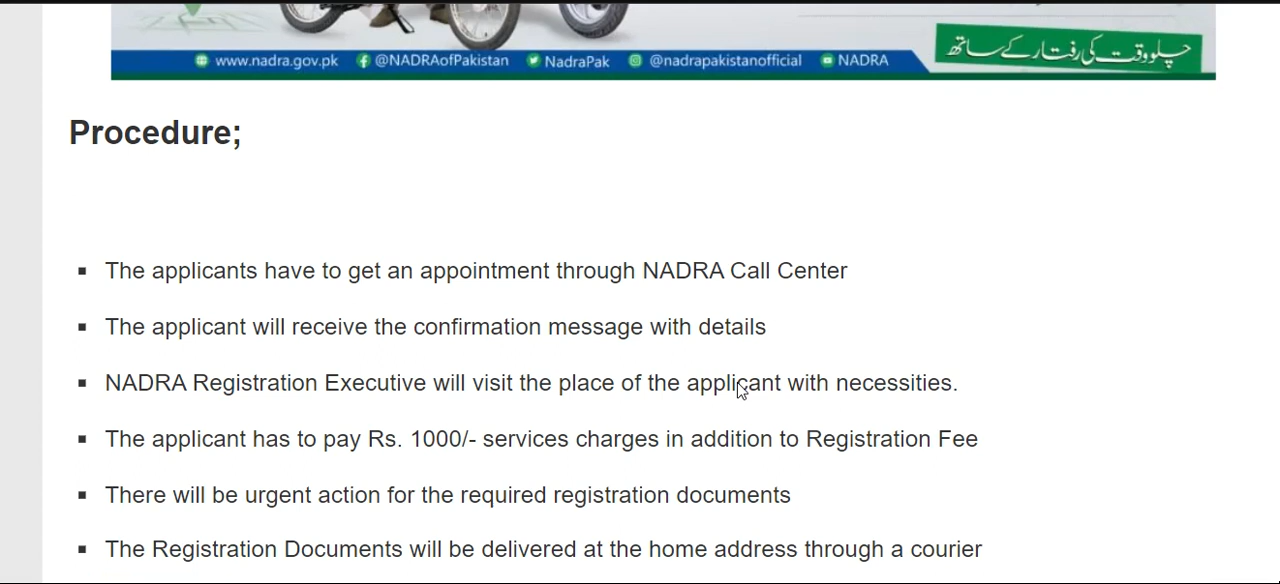 www.nadra.gov.pk @NADRAofPakistan NadraPak @nadrapakistanofficial NADRA چلو وقت کی رفتار کے ساتھ
Procedure;
▪ The applicants have to get an appointment through NADRA Call Center
▪ The applicant will receive the confirmation message with details
▪ NADRA Registration Executive will visit the place of the applicant with necessities.
▪ The applicant has to pay Rs. 1000/- services charges in addition to Registration Fee
▪ There will be urgent action for the required registration documents
▪ The Registration Documents will be delivered at the home address through a courier